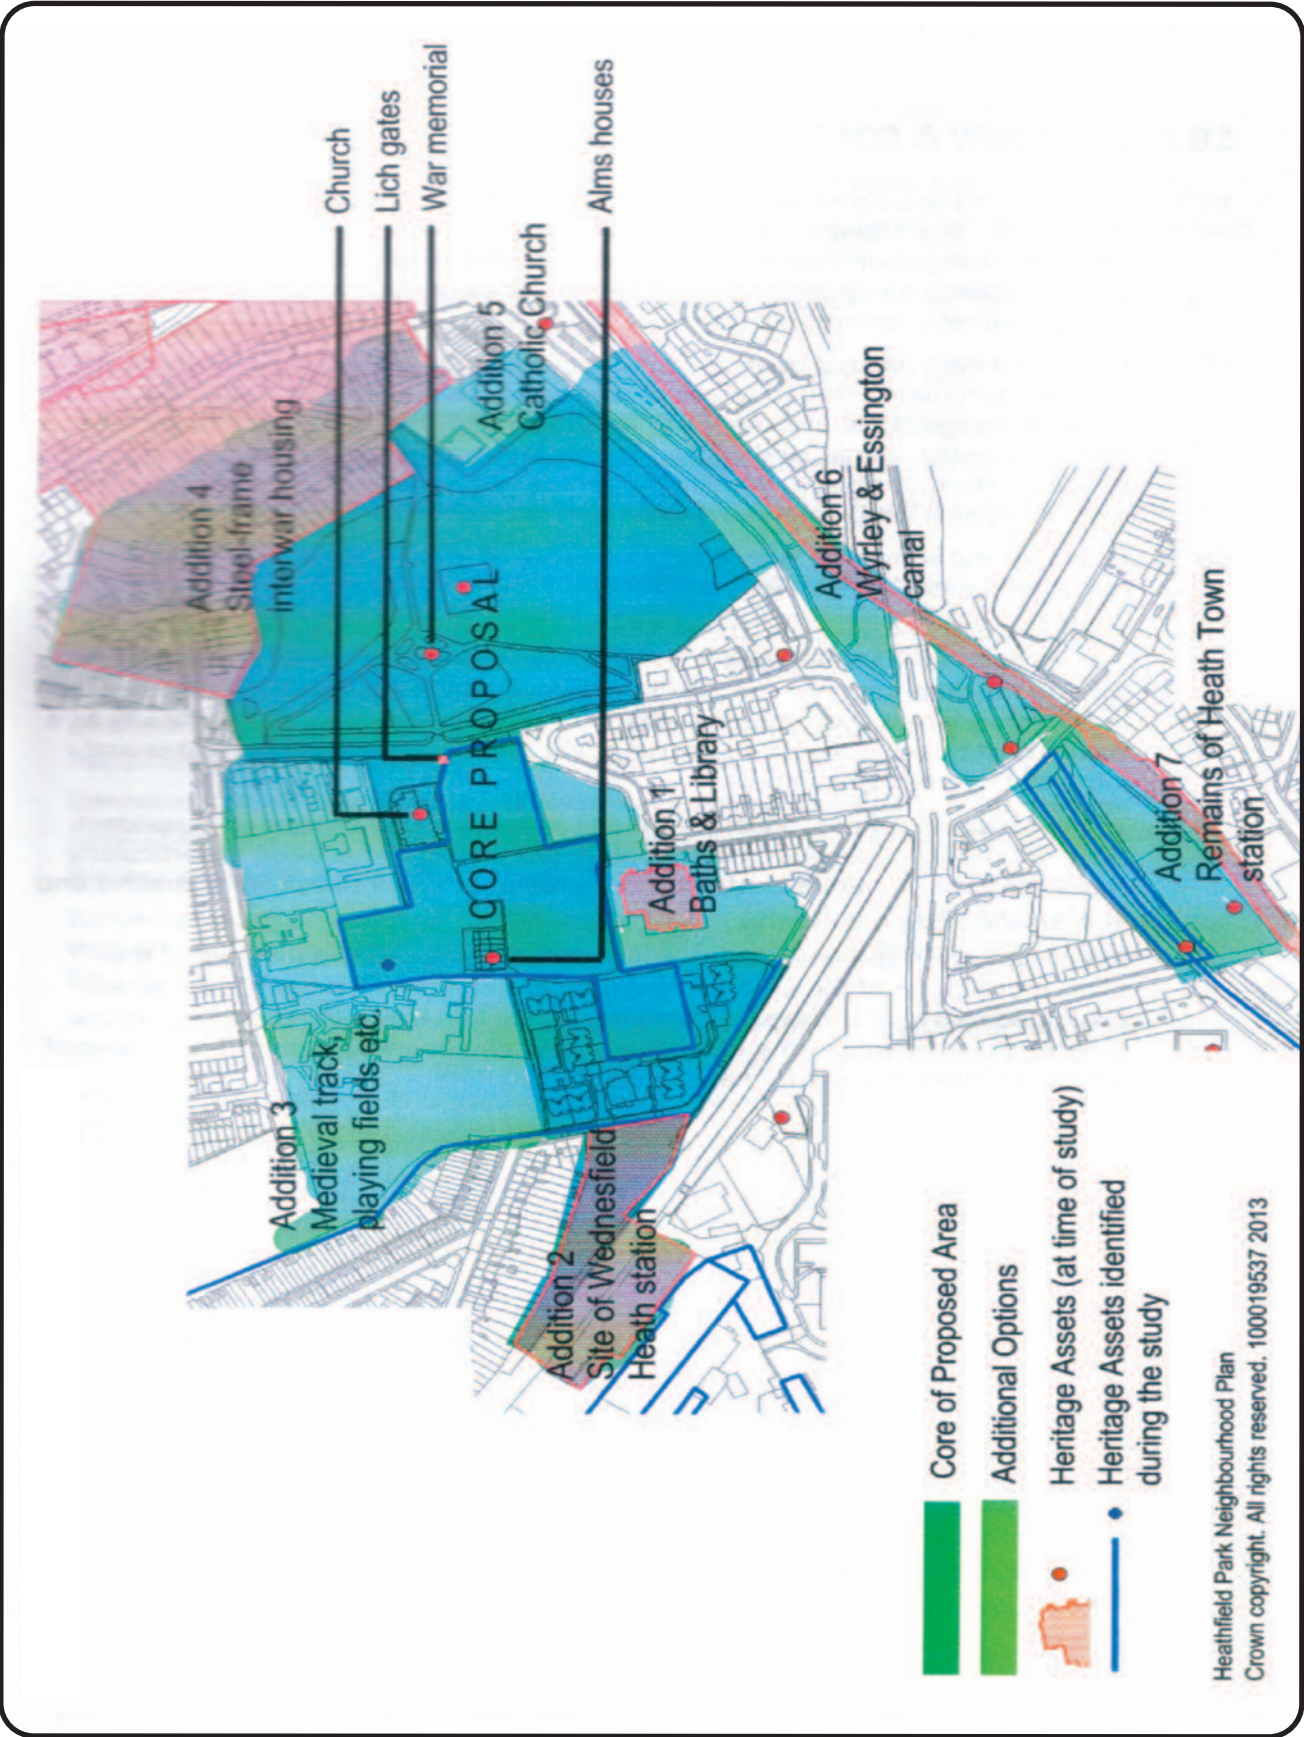 Church
Lich gates
War memorial
Alms houses
Addition 4
Steel-frame
interwar housing
Addition 5
Catholic Church
CORE PROPOSAL
Addition 3
Medieval track,
playing fields etc.
Addition 1
Baths & Library
Addition 6
Wyrley & Essington
canal
Addition 2
Site of Wednesfield
Heath station
Addition 7
Remains of Heath Town
station
Core of Proposed Area
Additional Options
Heritage Assets (at time of study)
Heritage Assets identified
during the study
Heathfield Park Neighbourhood Plan
Crown copyright. All rights reserved. 100019537 2013